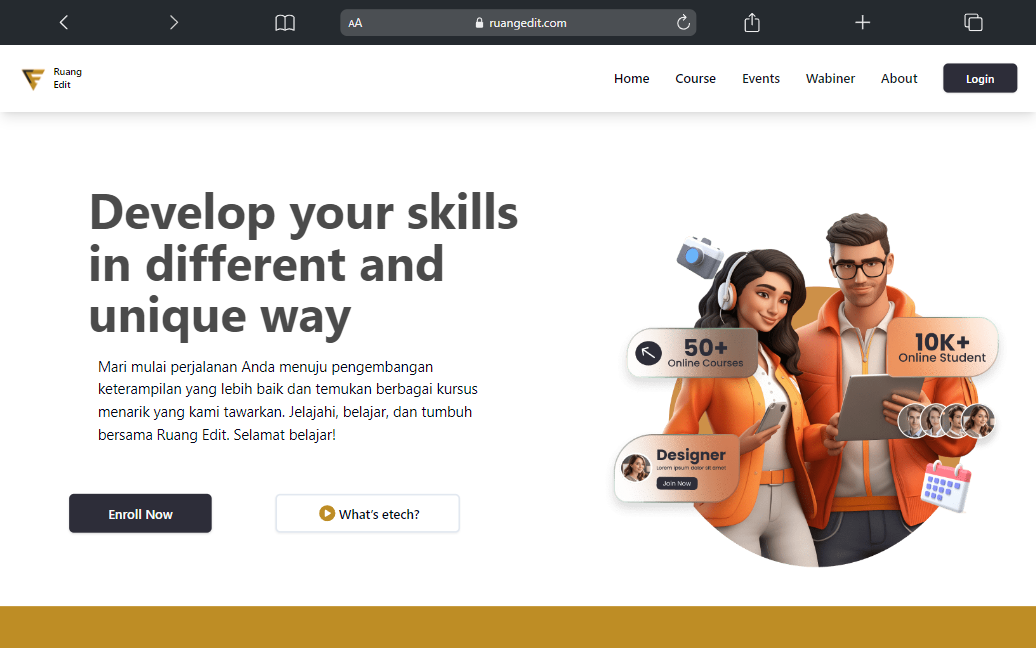 AA
ruangedit.com
Ruang
Edit
Home
Course
Events
Wabiner
About
Login
Develop your skills
in different and
unique way
Mari mulai perjalanan Anda menuju pengembangan
keterampilan yang lebih baik dan temukan berbagai kursus
menarik yang kami tawarkan. Jelajahi, belajar, dan tumbuh
bersama Ruang Edit. Selamat belajar!
Enroll Now
What's etech?
50+
Online Courses
10K+
Online Student
Designer
Lorem ipsum dolor sit amet
Join Now